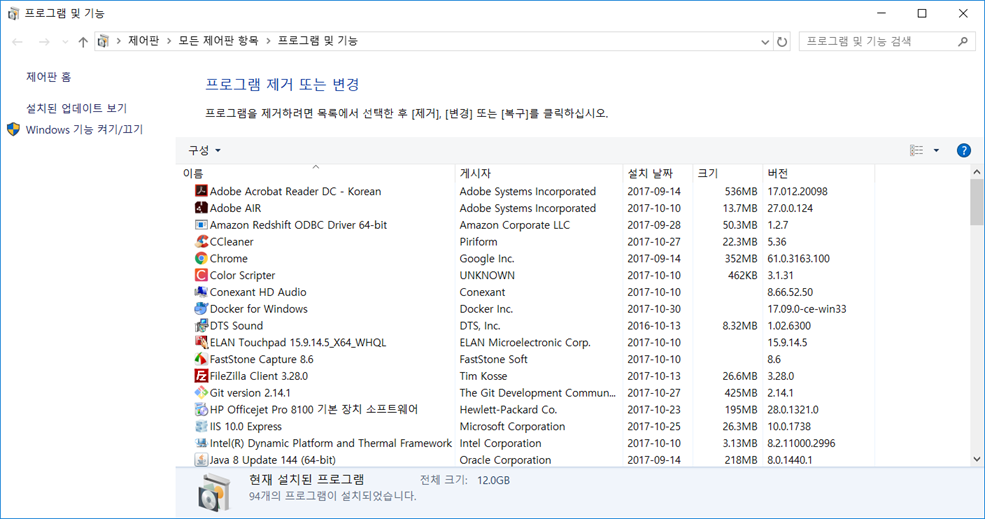 프로그램 및 기능
제어판 > 모든 제어판 항목 > 프로그램 및 기능
프로그램 및 기능 검색
제어판 홈
설치된 업데이트 보기
Windows 기능 켜기/끄기
프로그램 제거 또는 변경
프로그램을 제거하려면 목록에서 선택한 후 [제거], [변경] 또는 [복구]를 클릭하십시오.
구성
이름 게시자 설치 날짜 크기 버전
Adobe Acrobat Reader DC - Korean Adobe Systems Incorporated 2017-09-14 536MB 17.012.20098
Adobe AIR Adobe Systems Incorporated 2017-10-10 13.7MB 27.0.0.124
Amazon Redshift ODBC Driver 64-bit Amazon Corporate LLC 2017-09-28 50.3MB 1.2.7
CCleaner Piriform 2017-10-27 22.3MB 5.36
Chrome Google Inc. 2017-09-14 352MB 61.0.3163.100
Color Scripter UNKNOWN 2017-10-10 462KB 3.1.31
Conexant HD Audio Conexant 2017-10-10 8.66.52.50
Docker for Windows Docker Inc. 2017-10-30 17.09.0-ce-win33
DTS Sound DTS, Inc. 2016-10-13 8.32MB 1.02.6300
ELAN Touchpad 15.9.14.5_X64_WHQL ELAN Microelectronic Corp. 2017-10-10 15.9.14.5
FastStone Capture 8.6 FastStone Soft 2017-10-10 8.6
FileZilla Client 3.28.0 Tim Kosse 2017-10-13 26.6MB 3.28.0
Git version 2.14.1 The Git Development Commun... 2017-10-27 425MB 2.14.1
HP Officejet Pro 8100 기본 장치 소프트웨어 Hewlett-Packard Co. 2017-10-23 195MB 28.0.1321.0
IIS 10.0 Express Microsoft Corporation 2017-10-25 26.3MB 10.0.1738
Intel(R) Dynamic Platform and Thermal Framework Intel Corporation 2017-10-10 3.13MB 8.2.11000.2996
Java 8 Update 144 (64-bit) Oracle Corporation 2017-09-14 218MB 8.0.1440.1
현재 설치된 프로그램 전체 크기: 12.0GB
94개의 프로그램이 설치되었습니다.